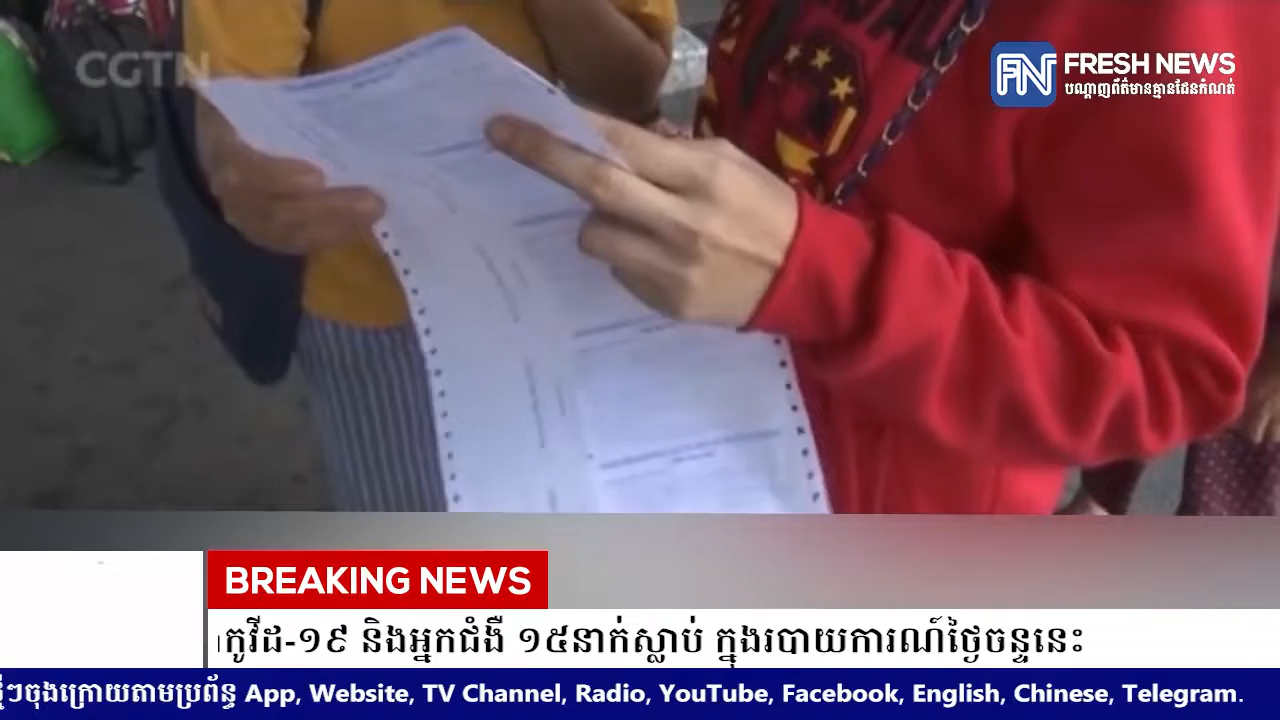 CGTN
FRESH NEWS
បណ្តាញព័ត៌មានគ្មានដែនកំណត់
BREAKING NEWS
កូវីដ-១៩ និងអ្នកជំងឺ ១៥នាក់ស្លាប់ ក្នុងរបាយការណ៍ថ្ងៃចន្ទនេះ
ៗចុងក្រោយតាមប្រព័ន្ធ App, Website, TV Channel, Radio, YouTube, Facebook, English, Chinese, Telegram.